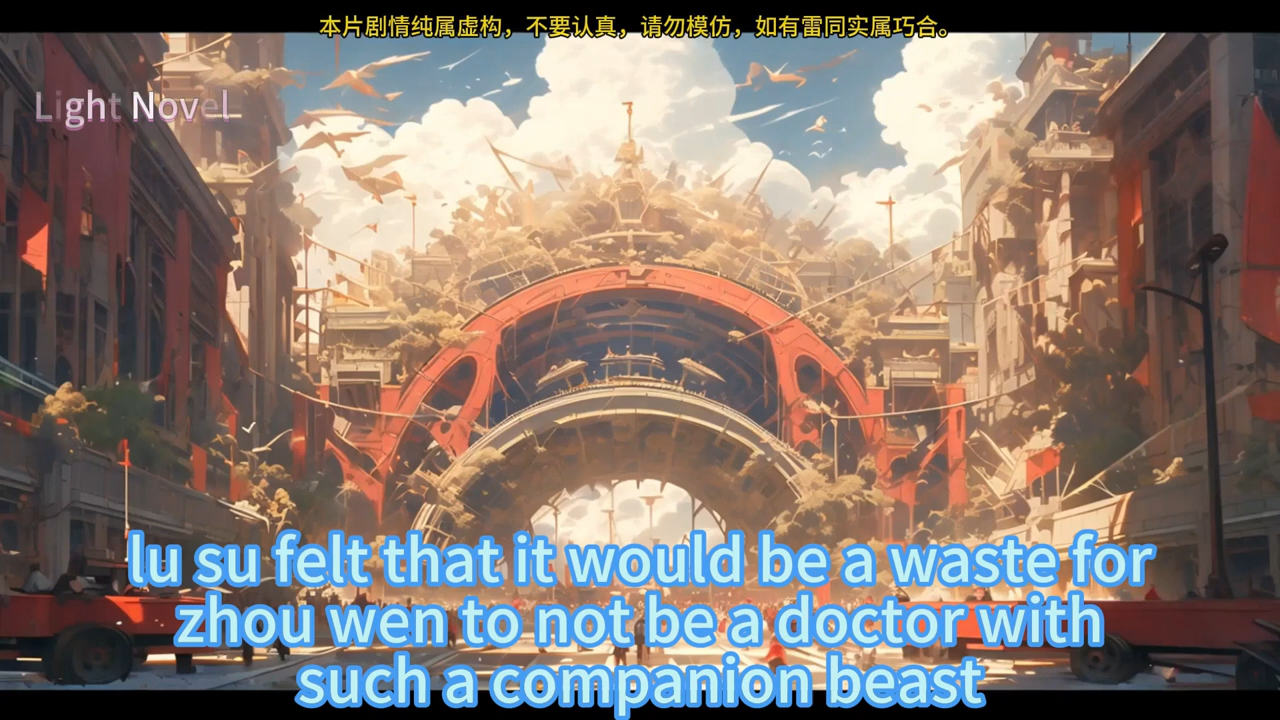 本片剧情纯属虚构，不要认真，请勿模仿，如有雷同实属巧合。
Light Novel
lu su felt that it would be a waste for
zhou wen to not be a doctor with
such a companion beast